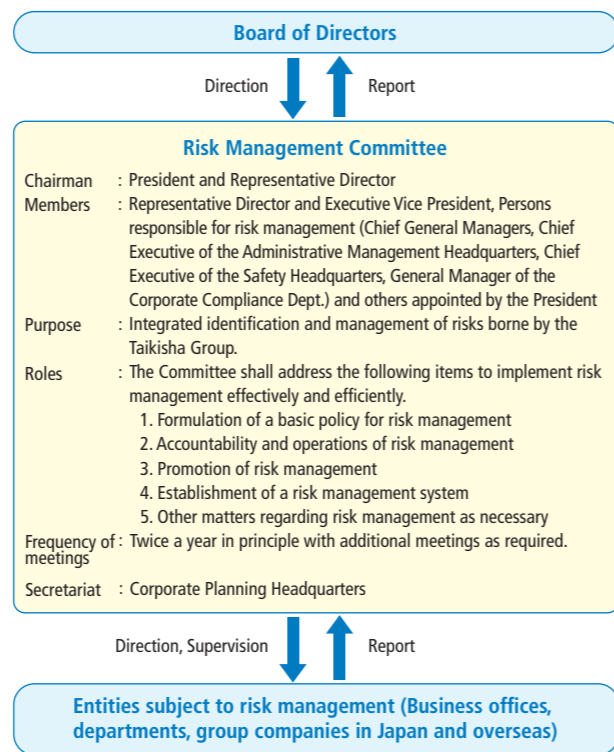 Board of Directors
Direction
Report
Risk Management Committee
Chairman : President and Representative Director
Members : Representative Director and Executive Vice President, Persons
responsible for risk management (Chief General Managers, Chief
Executive of the Administrative Management Headquarters, Chief
Executive of the Safety Headquarters, General Manager of the
Corporate Compliance Dept.) and others appointed by the President
Purpose : Integrated identification and management of risks borne by the
Taikisha Group.
Roles : The Committee shall address the following items to implement risk
management effectively and efficiently.
1. Formulation of a basic policy for risk management
2. Accountability and operations of risk management
3. Promotion of risk management
4. Establishment of a risk management system
5. Other matters regarding risk management as necessary
Frequency of : Twice a year in principle with additional meetings as required.
meetings
Secretariat : Corporate Planning Headquarters
Direction, Supervision
Report
Entities subject to risk management (Business offices,
departments, group companies in Japan and overseas)